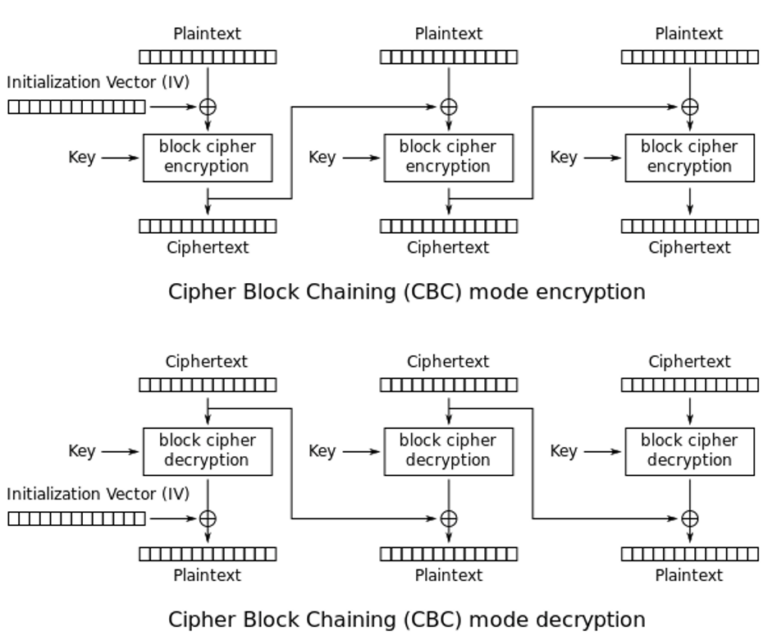 Plaintext
Plaintext
Plaintext
Initialization Vector (IV)
Key
block cipher
encryption
Key
block cipher
encryption
Key
block cipher
encryption
Ciphertext
Ciphertext
Ciphertext
Cipher Block Chaining (CBC) mode encryption
Ciphertext
Ciphertext
Ciphertext
Key
block cipher
decryption
Key
block cipher
decryption
Key
block cipher
decryption
Initialization Vector (IV)
Plaintext
Plaintext
Plaintext
Cipher Block Chaining (CBC) mode decryption